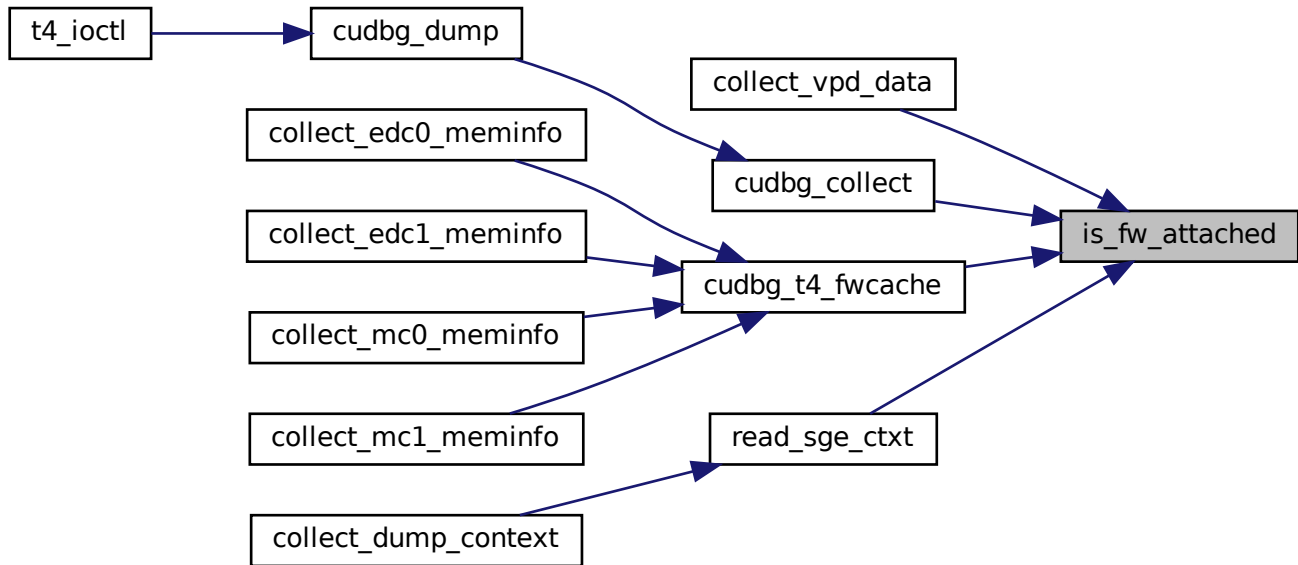 t4_ioctl
cudbg_dump
collect_vpd_data
collect_edc0_meminfo
cudbg_collect
collect_edc1_meminfo
is_fw_attached
cudbg_t4_fwcache
collect_mc0_meminfo
collect_mc1_meminfo
read_sge_ctxt
collect_dump_context